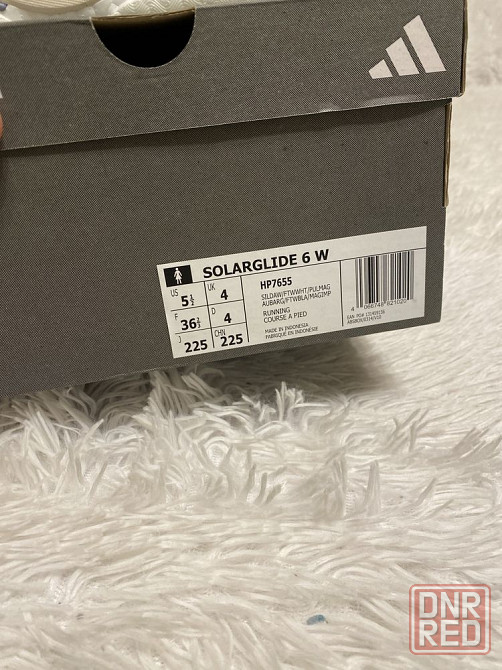 SOLARGLIDE 6 W
US 5½ UK 4
F 36⅔ D 4
J 225 CHN 225
HP7655
SILDAW/FTWWHT/PULMAG
AUBARG/FTWBLA/MAGIMP
RUNNING
COURSE A PIED
MADE IN INDONESIA
FABRIQUE EN INDONESIE
DNR
RED